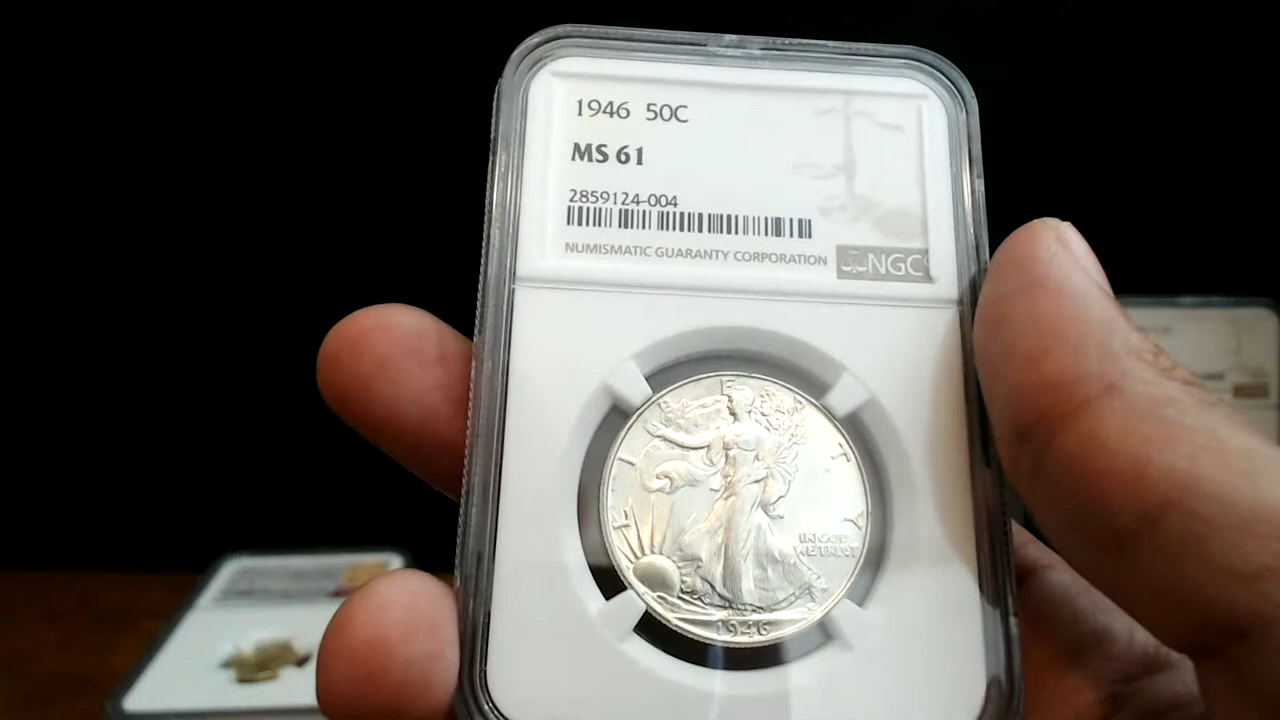 1946 50C
MS 61
2859124-004
NUMISMATIC GUARANTY CORPORATION
NGC
LIBERTY
IN GOD
WE TRUST
1946